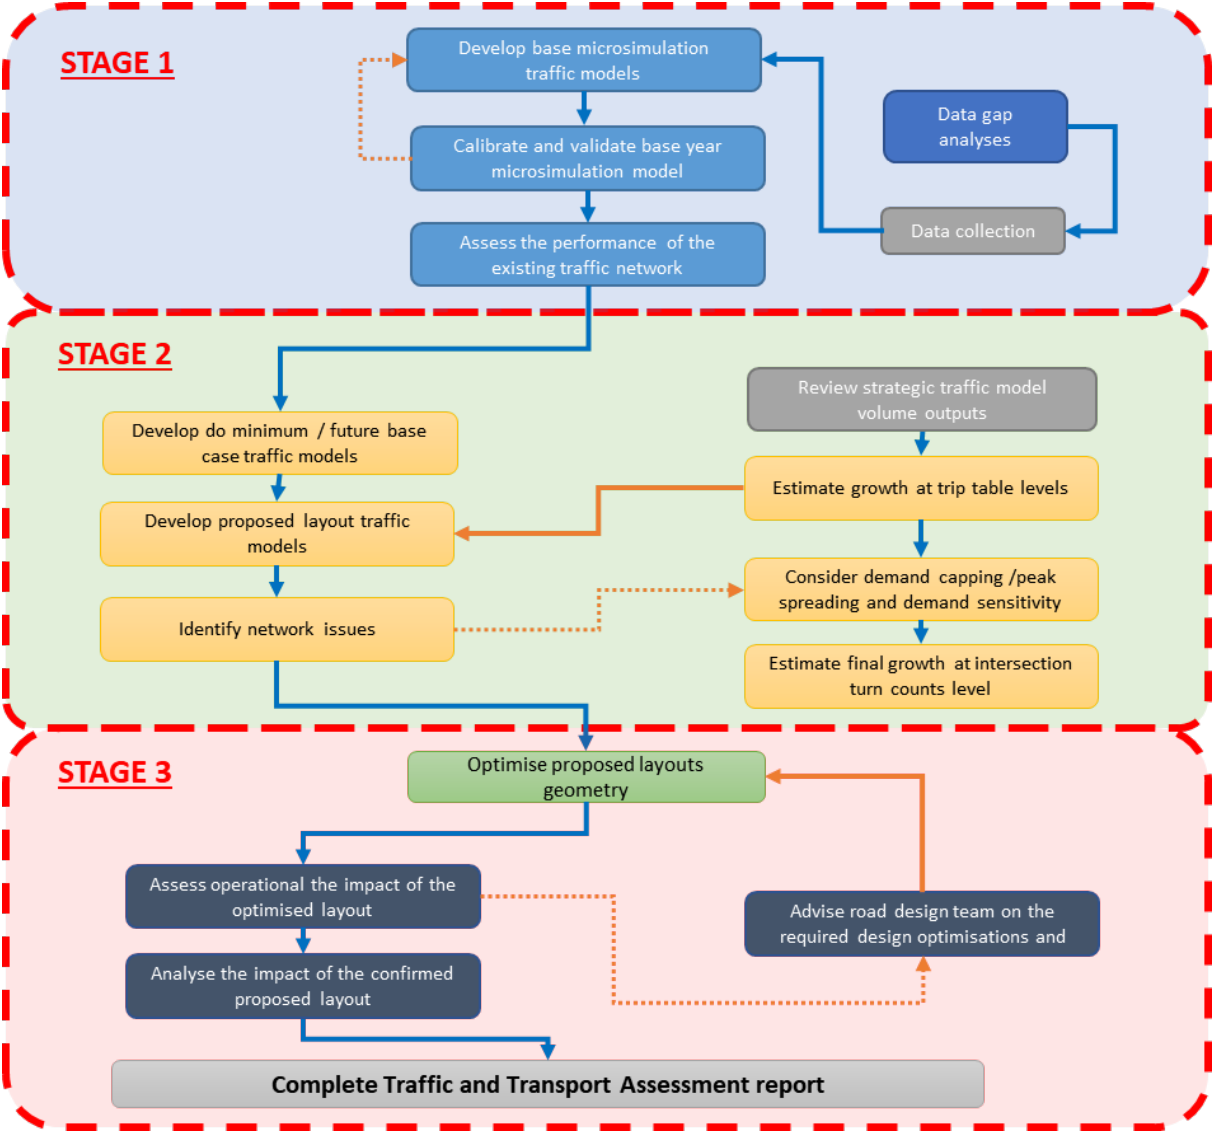 STAGE 1
Develop base microsimulation
traffic models
Data gap
analyses
Calibrate and validate base year
microsimulation model
Data collection
Assess the performance of the
existing traffic network
STAGE 2
Review strategic traffic model
volume outputs
Develop do minimum / future base
case traffic models
Estimate growth at trip table levels
Develop proposed layout traffic
models
Consider demand capping /peak
spreading and demand sensitivity
Identify network issues
Estimate final growth at intersection
turn counts level
STAGE 3
Optimise proposed layouts
geometry
Assess operational the impact of the
optimised layout
Advise road design team on the
required design optimisations and
Analyse the impact of the confirmed
proposed layout
Complete Traffic and Transport Assessment report